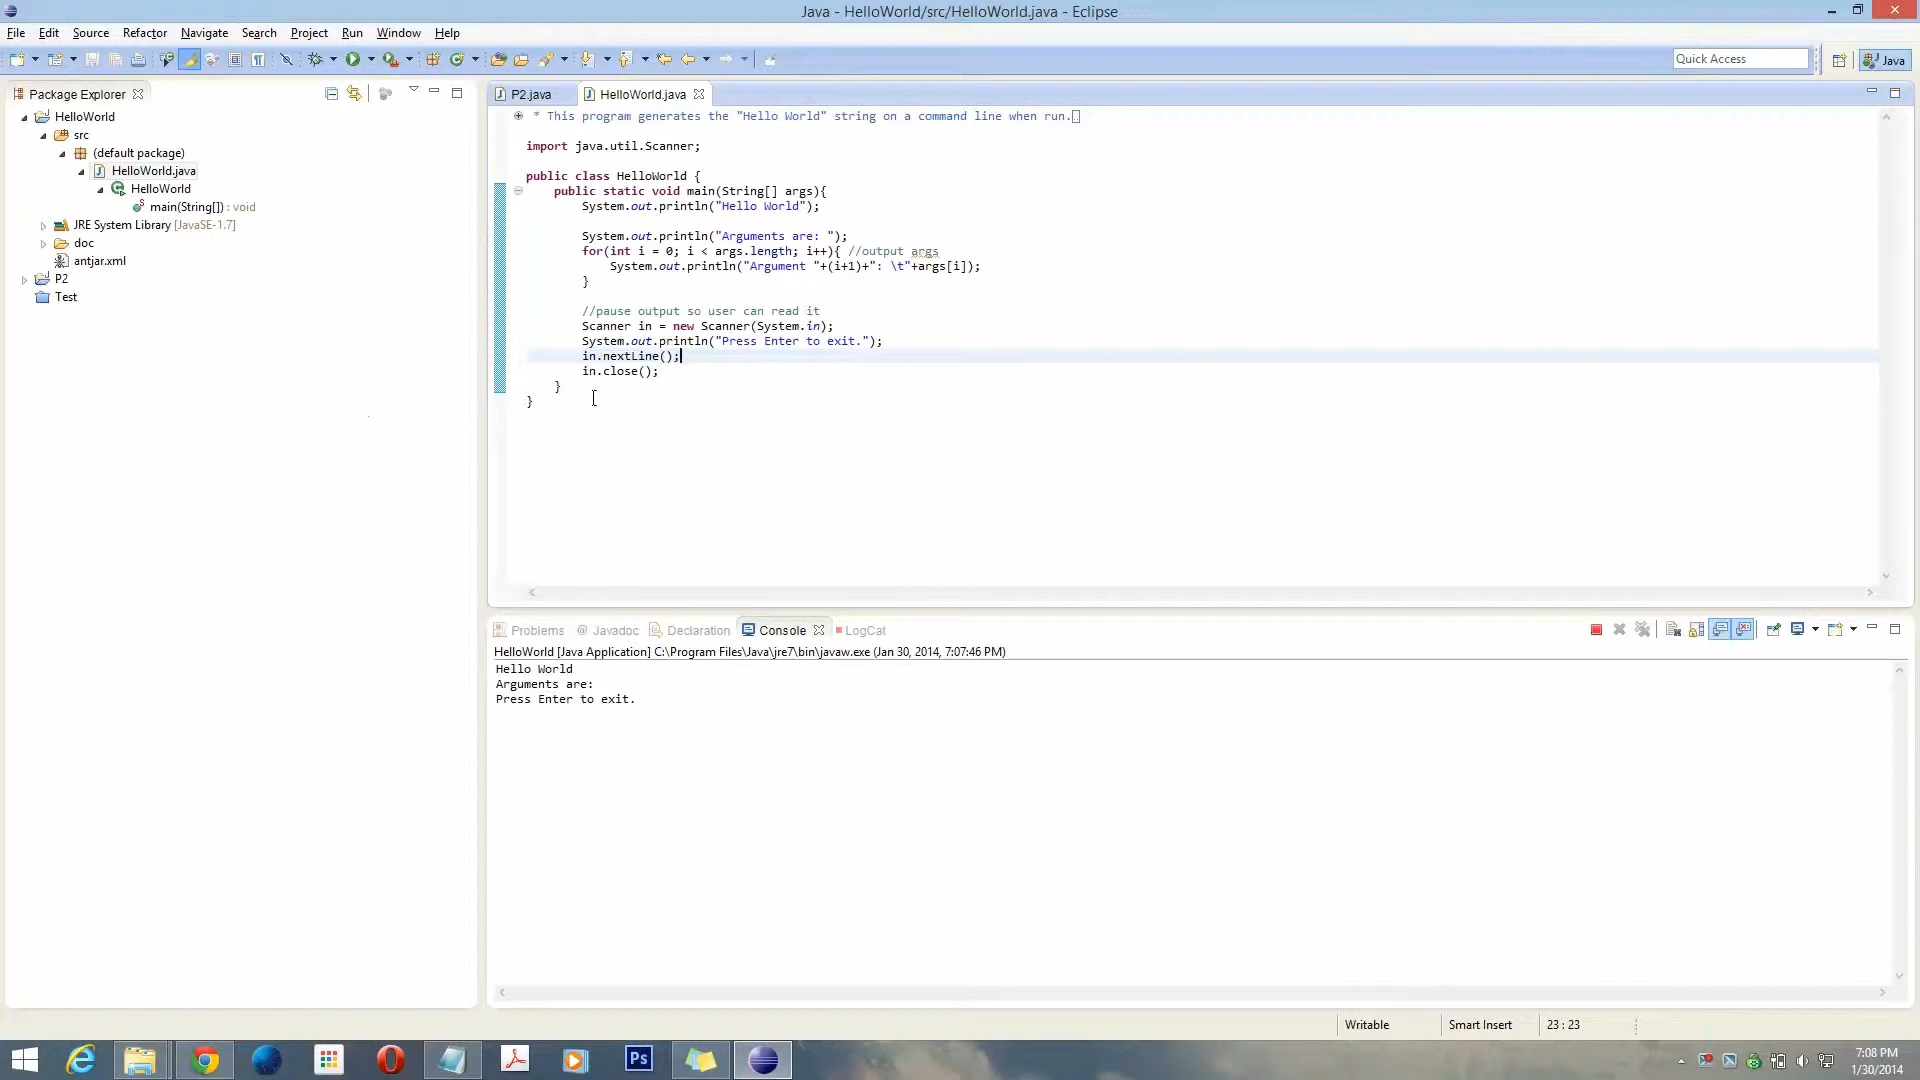 Java - HelloWorld/src/HelloWorld.java - Eclipse
File Edit Source Refactor Navigate Search Project Run Window Help
Quick Access
Java
Package Explorer
HelloWorld
src
(default package)
HelloWorld.java
HelloWorld
main(String[]) : void
JRE System Library [JavaSE-1.7]
doc
antjar.xml
P2
Test
P2.java HelloWorld.java
* This program generates the "Hello World" string on a command line when run.
import java.util.Scanner;
public class HelloWorld {
public static void main(String[] args){
System.out.println("Hello World");
System.out.println("Arguments are: ");
for(int i = 0; i < args.length; i++){ //output args
System.out.println("Argument "+(i+1)+": \t"+args[i]);
}
//pause output so user can read it
Scanner in = new Scanner(System.in);
System.out.println("Press Enter to exit.");
in.nextLine();
in.close();
}
}
Problems @ Javadoc Declaration Console LogCat
HelloWorld [Java Application] C:\Program Files\Java\jre7\bin\javaw.exe (Jan 30, 2014, 7:07:46 PM)
Hello World
Arguments are:
Press Enter to exit.
Writable Smart Insert 23 : 23
Ps
7:08 PM
1/30/2014